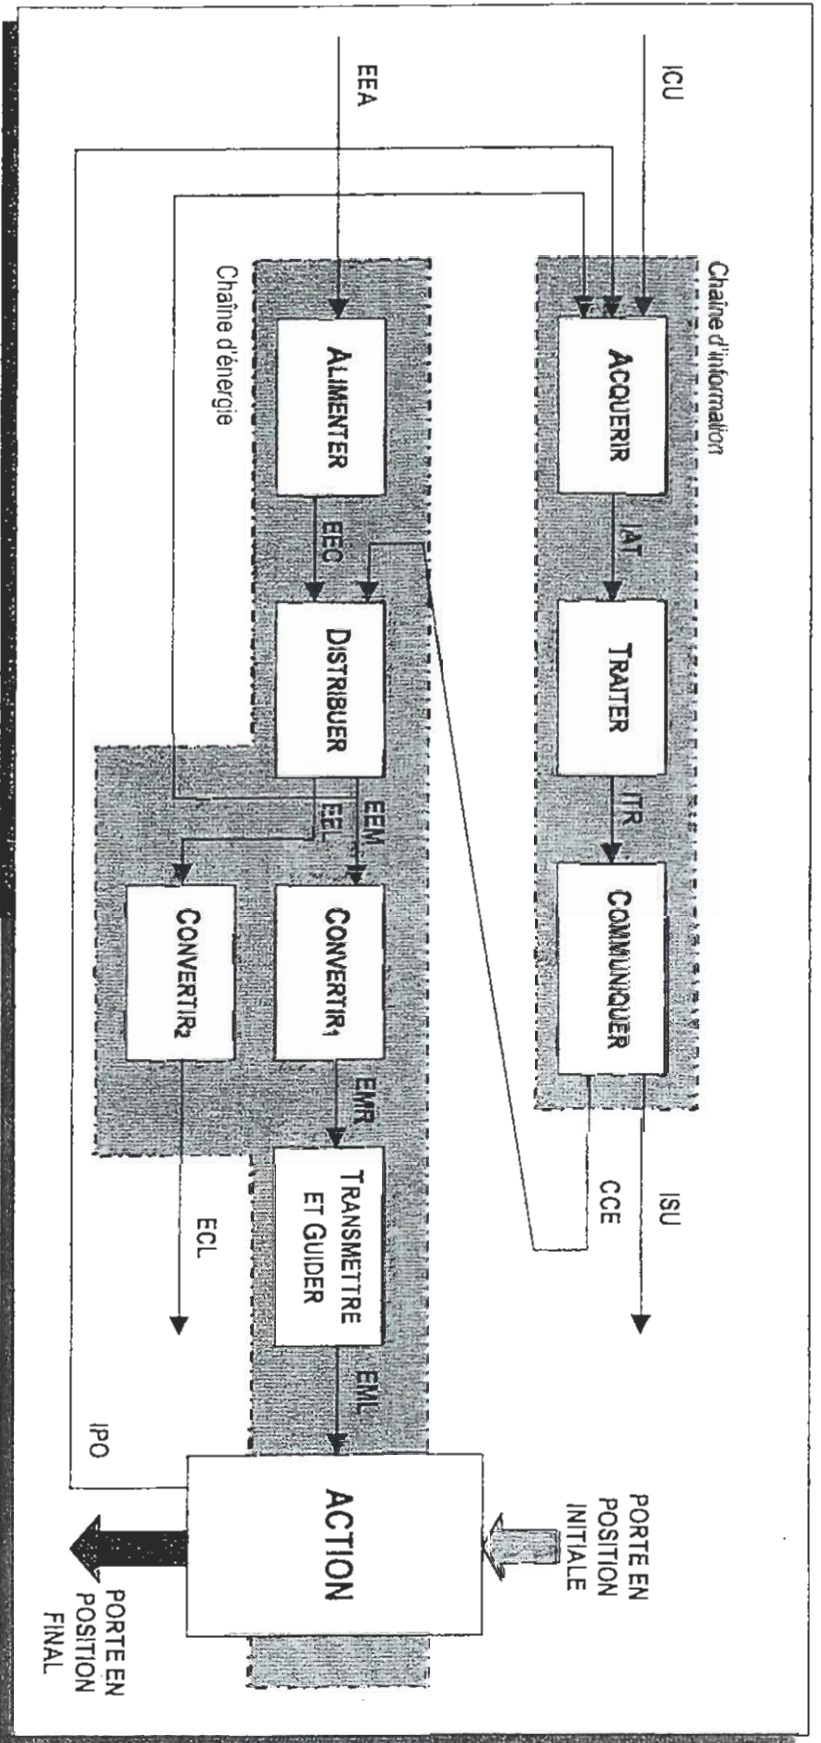 Chaîne d'information
ICU
ACQUERIR
IAT
TRAITER
ITR
COMMUNIQUER
ISU
CCE
PORTE EN
POSITION
INITIALE
EEA
ALIMENTER
EEC
DISTRIBUER
EEM
EEL
CONVERTIR1
EMR
TRANSMETTRE
ET GUIDER
EML
ACTION
Chaîne d'énergie
CONVERTIR2
ECL
IPO
PORTE EN
POSITION
FINAL